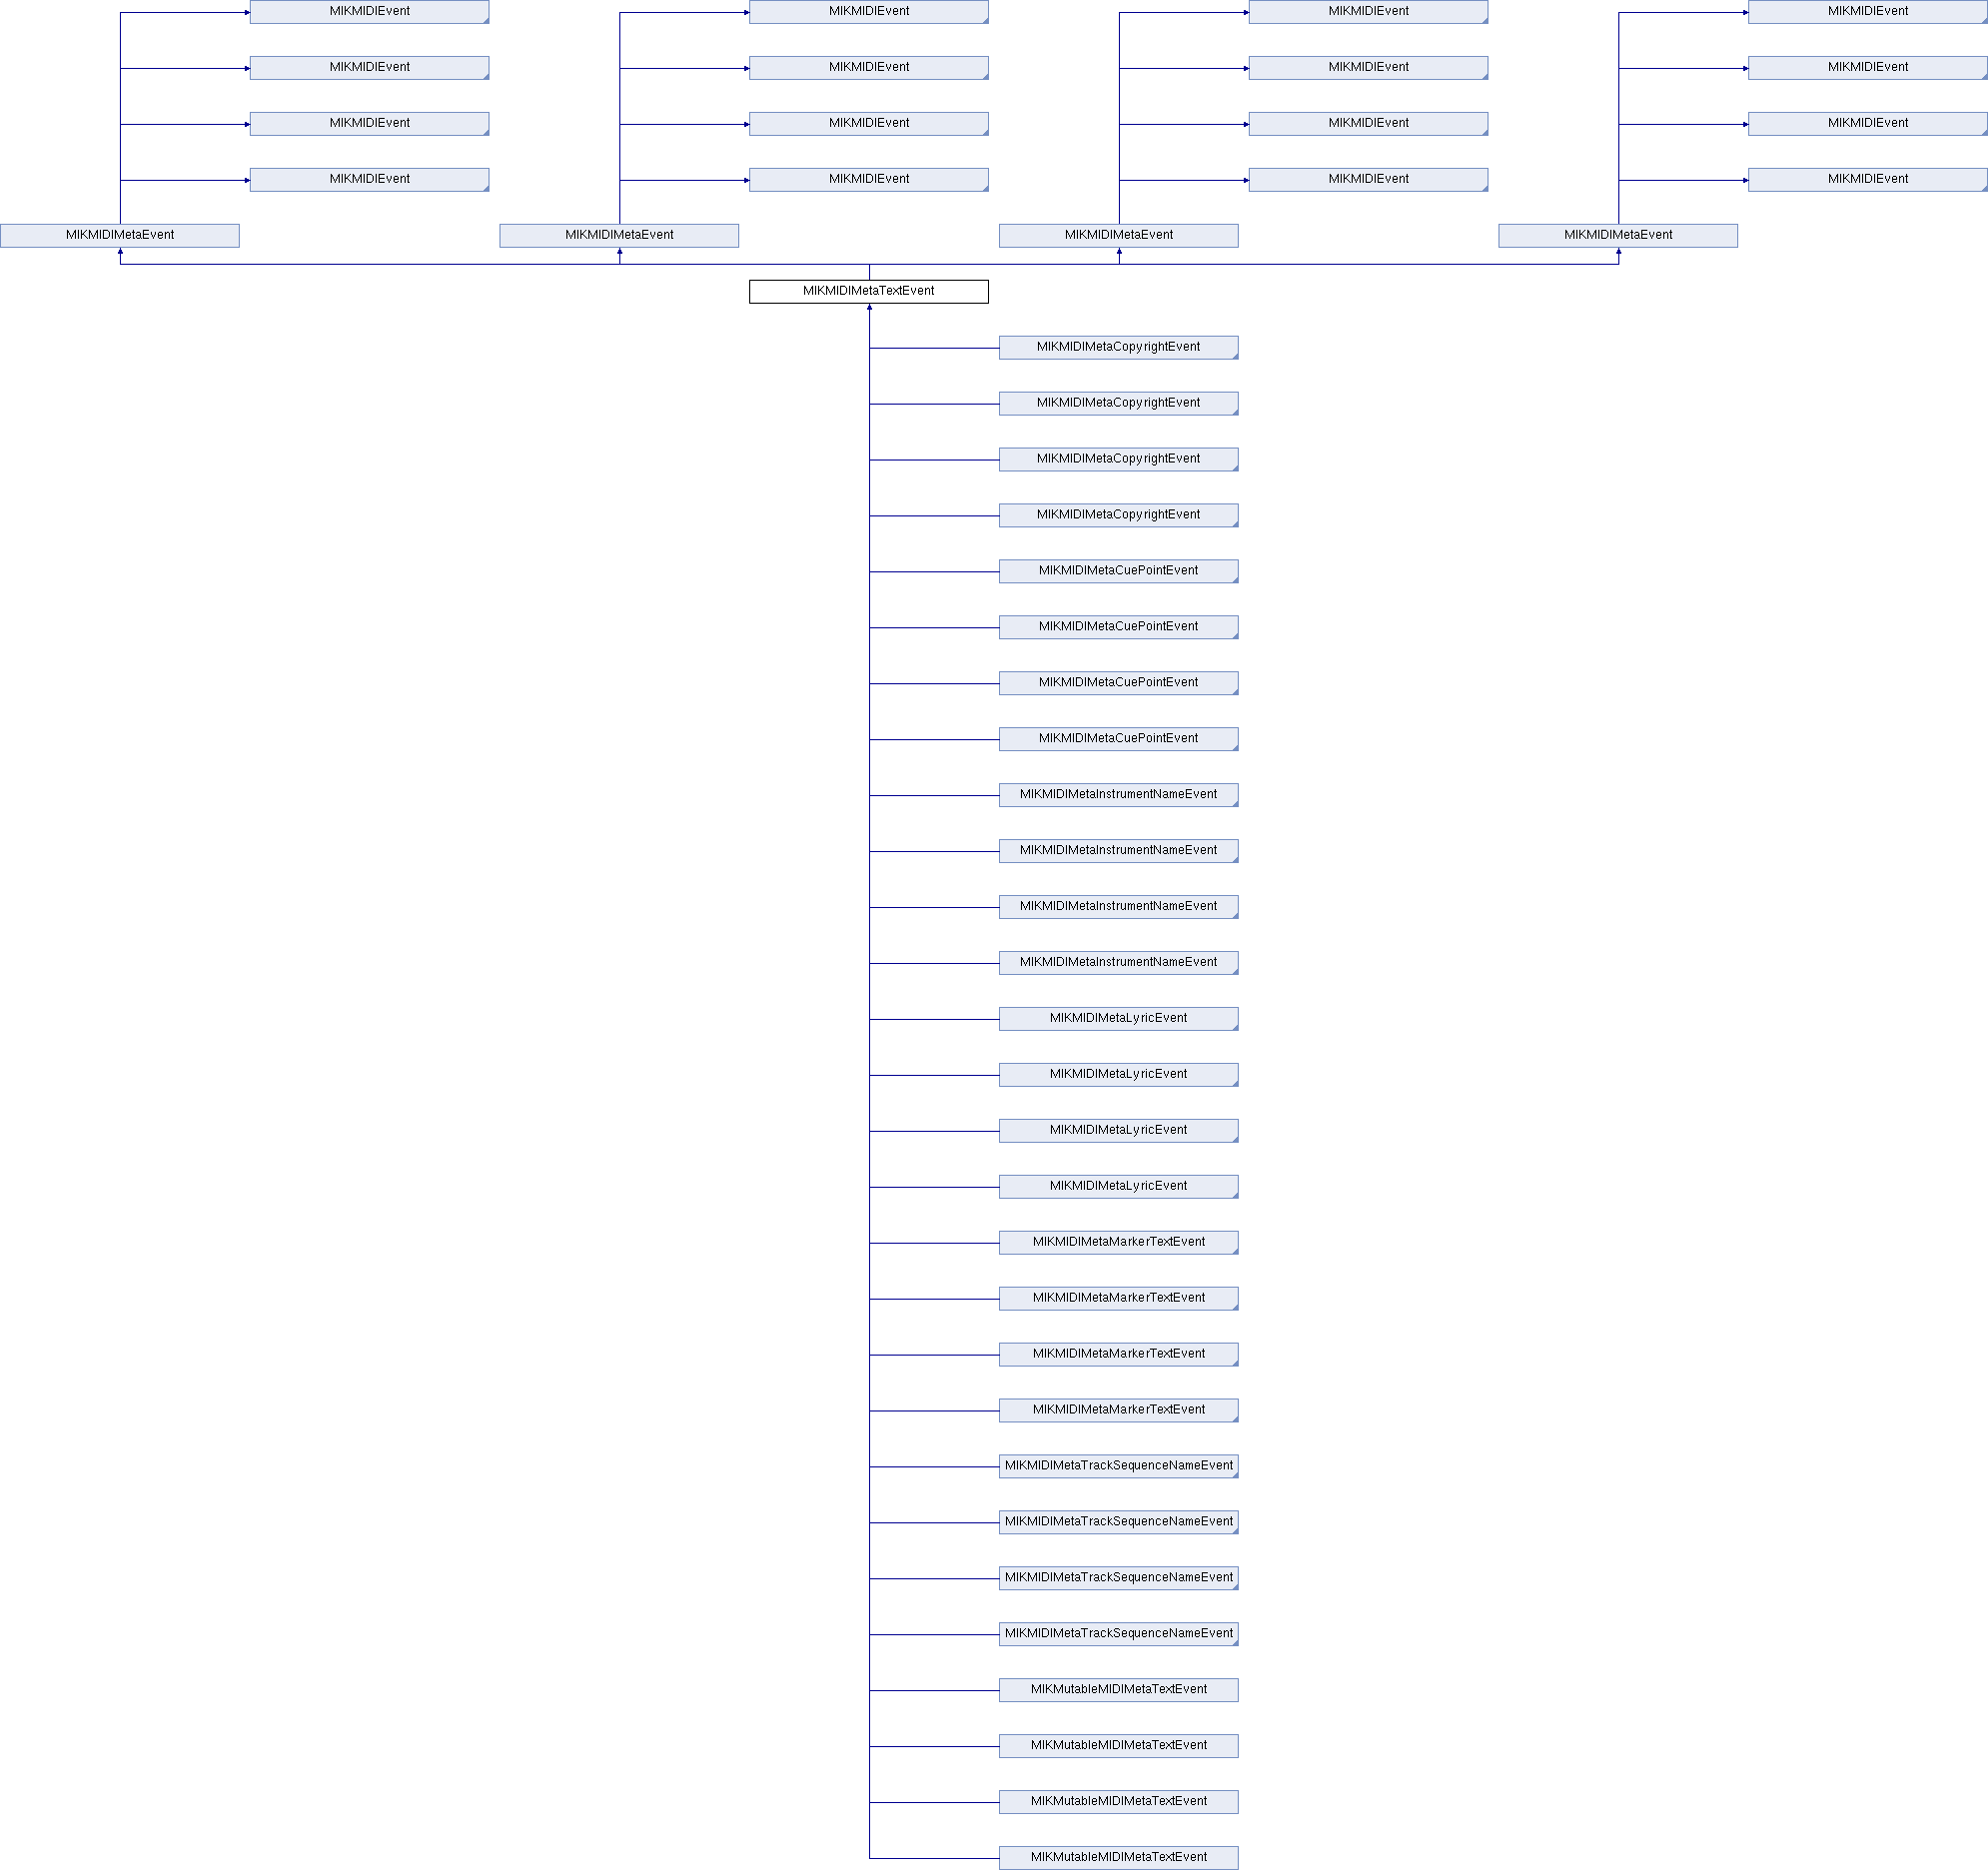 MIKMIDIEvent MIKMIDIEvent MIKMIDIEvent MIKMIDIEvent
MIKMIDIEvent MIKMIDIEvent MIKMIDIEvent MIKMIDIEvent
MIKMIDIEvent MIKMIDIEvent MIKMIDIEvent MIKMIDIEvent
MIKMIDIEvent MIKMIDIEvent MIKMIDIEvent MIKMIDIEvent
MIKMIDIMetaEvent MIKMIDIMetaEvent MIKMIDIMetaEvent MIKMIDIMetaEvent
MIKMIDIMetaTextEvent
MIKMIDIMetaCopyrightEvent
MIKMIDIMetaCopyrightEvent
MIKMIDIMetaCopyrightEvent
MIKMIDIMetaCopyrightEvent
MIKMIDIMetaCuePointEvent
MIKMIDIMetaCuePointEvent
MIKMIDIMetaCuePointEvent
MIKMIDIMetaCuePointEvent
MIKMIDIMetaInstrumentNameEvent
MIKMIDIMetaInstrumentNameEvent
MIKMIDIMetaInstrumentNameEvent
MIKMIDIMetaInstrumentNameEvent
MIKMIDIMetaLyricEvent
MIKMIDIMetaLyricEvent
MIKMIDIMetaLyricEvent
MIKMIDIMetaLyricEvent
MIKMIDIMetaMarkerTextEvent
MIKMIDIMetaMarkerTextEvent
MIKMIDIMetaMarkerTextEvent
MIKMIDIMetaMarkerTextEvent
MIKMIDIMetaTrackSequenceNameEvent
MIKMIDIMetaTrackSequenceNameEvent
MIKMIDIMetaTrackSequenceNameEvent
MIKMIDIMetaTrackSequenceNameEvent
MIKMutableMIDIMetaTextEvent
MIKMutableMIDIMetaTextEvent
MIKMutableMIDIMetaTextEvent
MIKMutableMIDIMetaTextEvent